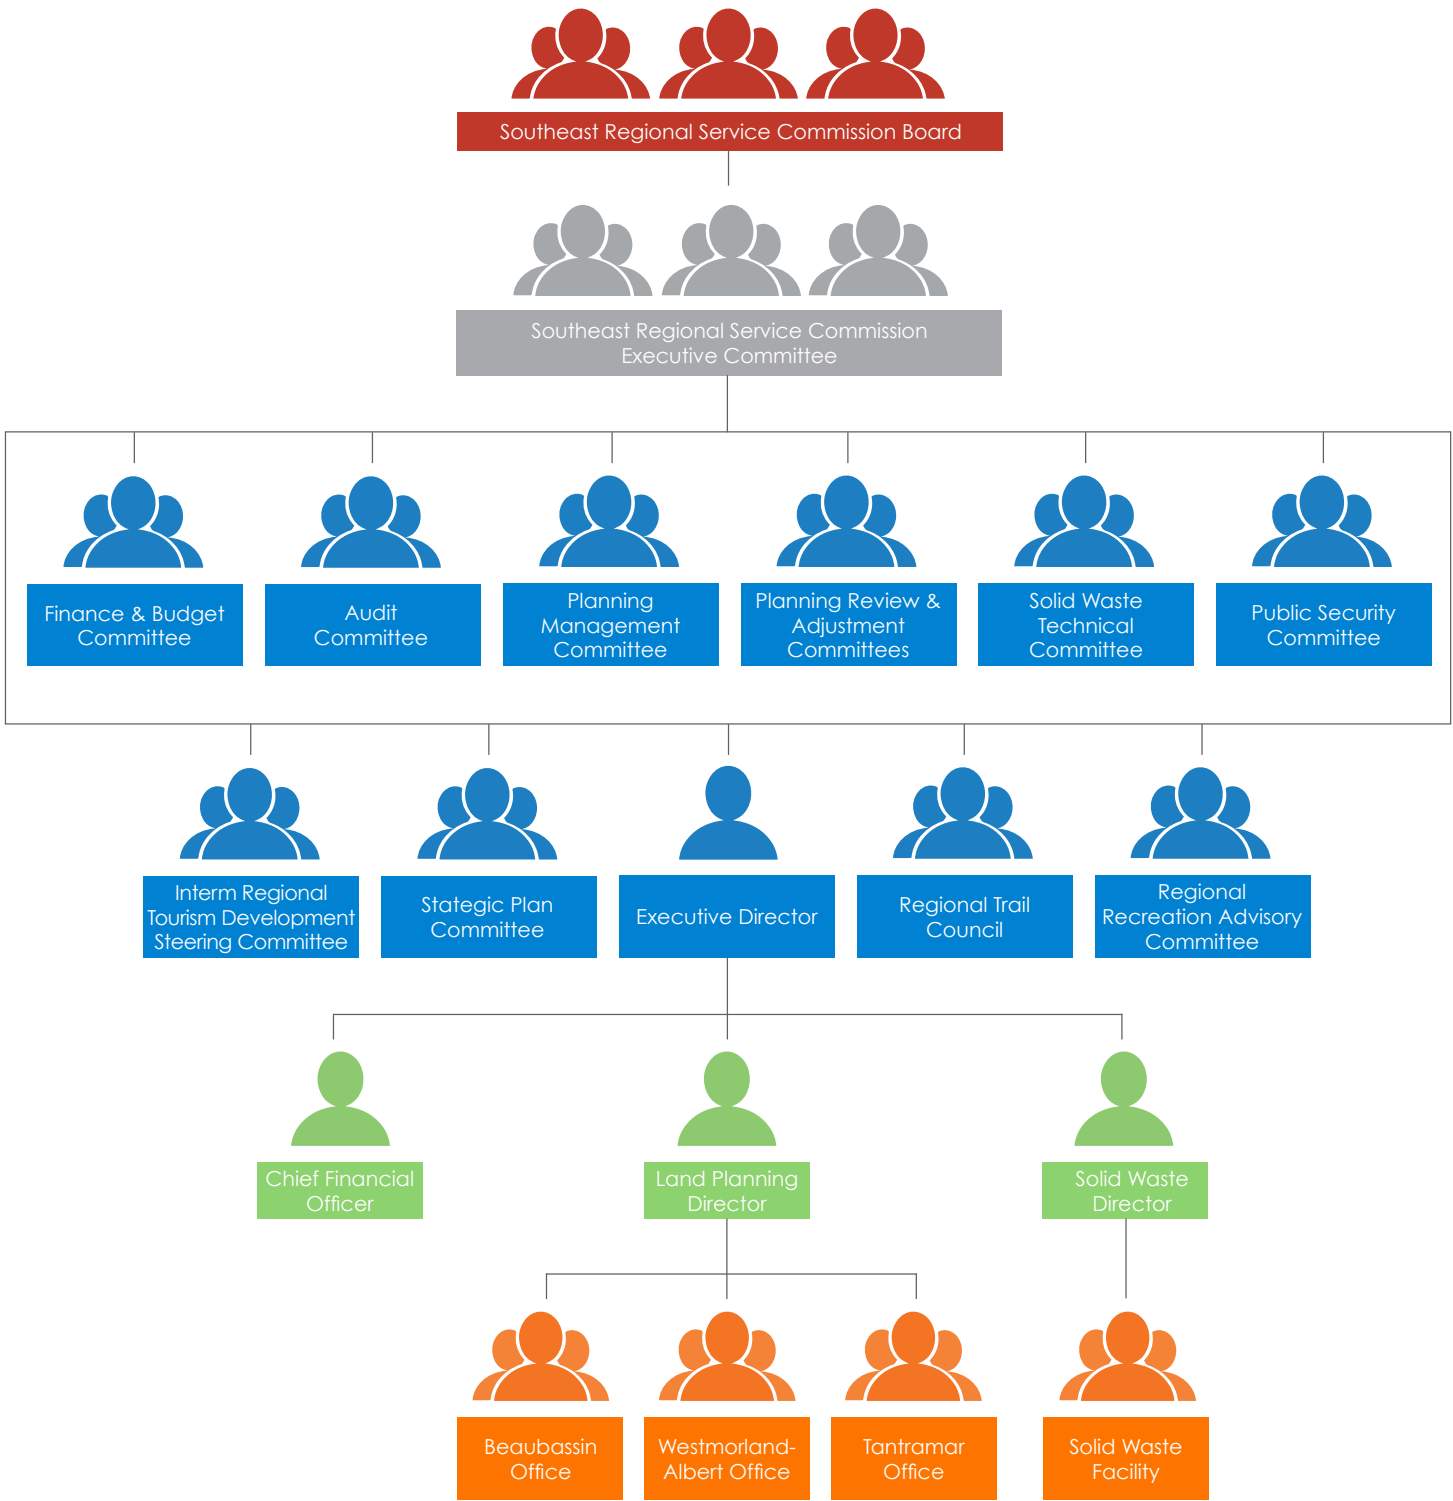 Southeast Regional Service Commission Board
Southeast Regional Service Commission
Executive Committee
Finance & Budget
Committee
Audit
Committee
Planning
Management
Committee
Planning Review &
Adjustment
Committees
Solid Waste
Technical
Committee
Public Security
Committee
Interm Regional
Tourism Development
Steering Committee
Stategic Plan
Committee
Executive Director
Regional Trail
Council
Regional
Recreation Advisory
Committee
Chief Financial
Officer
Land Planning
Director
Solid Waste
Director
Beaubassin
Office
Westmorland-
Albert Office
Tantramar
Office
Solid Waste
Facility